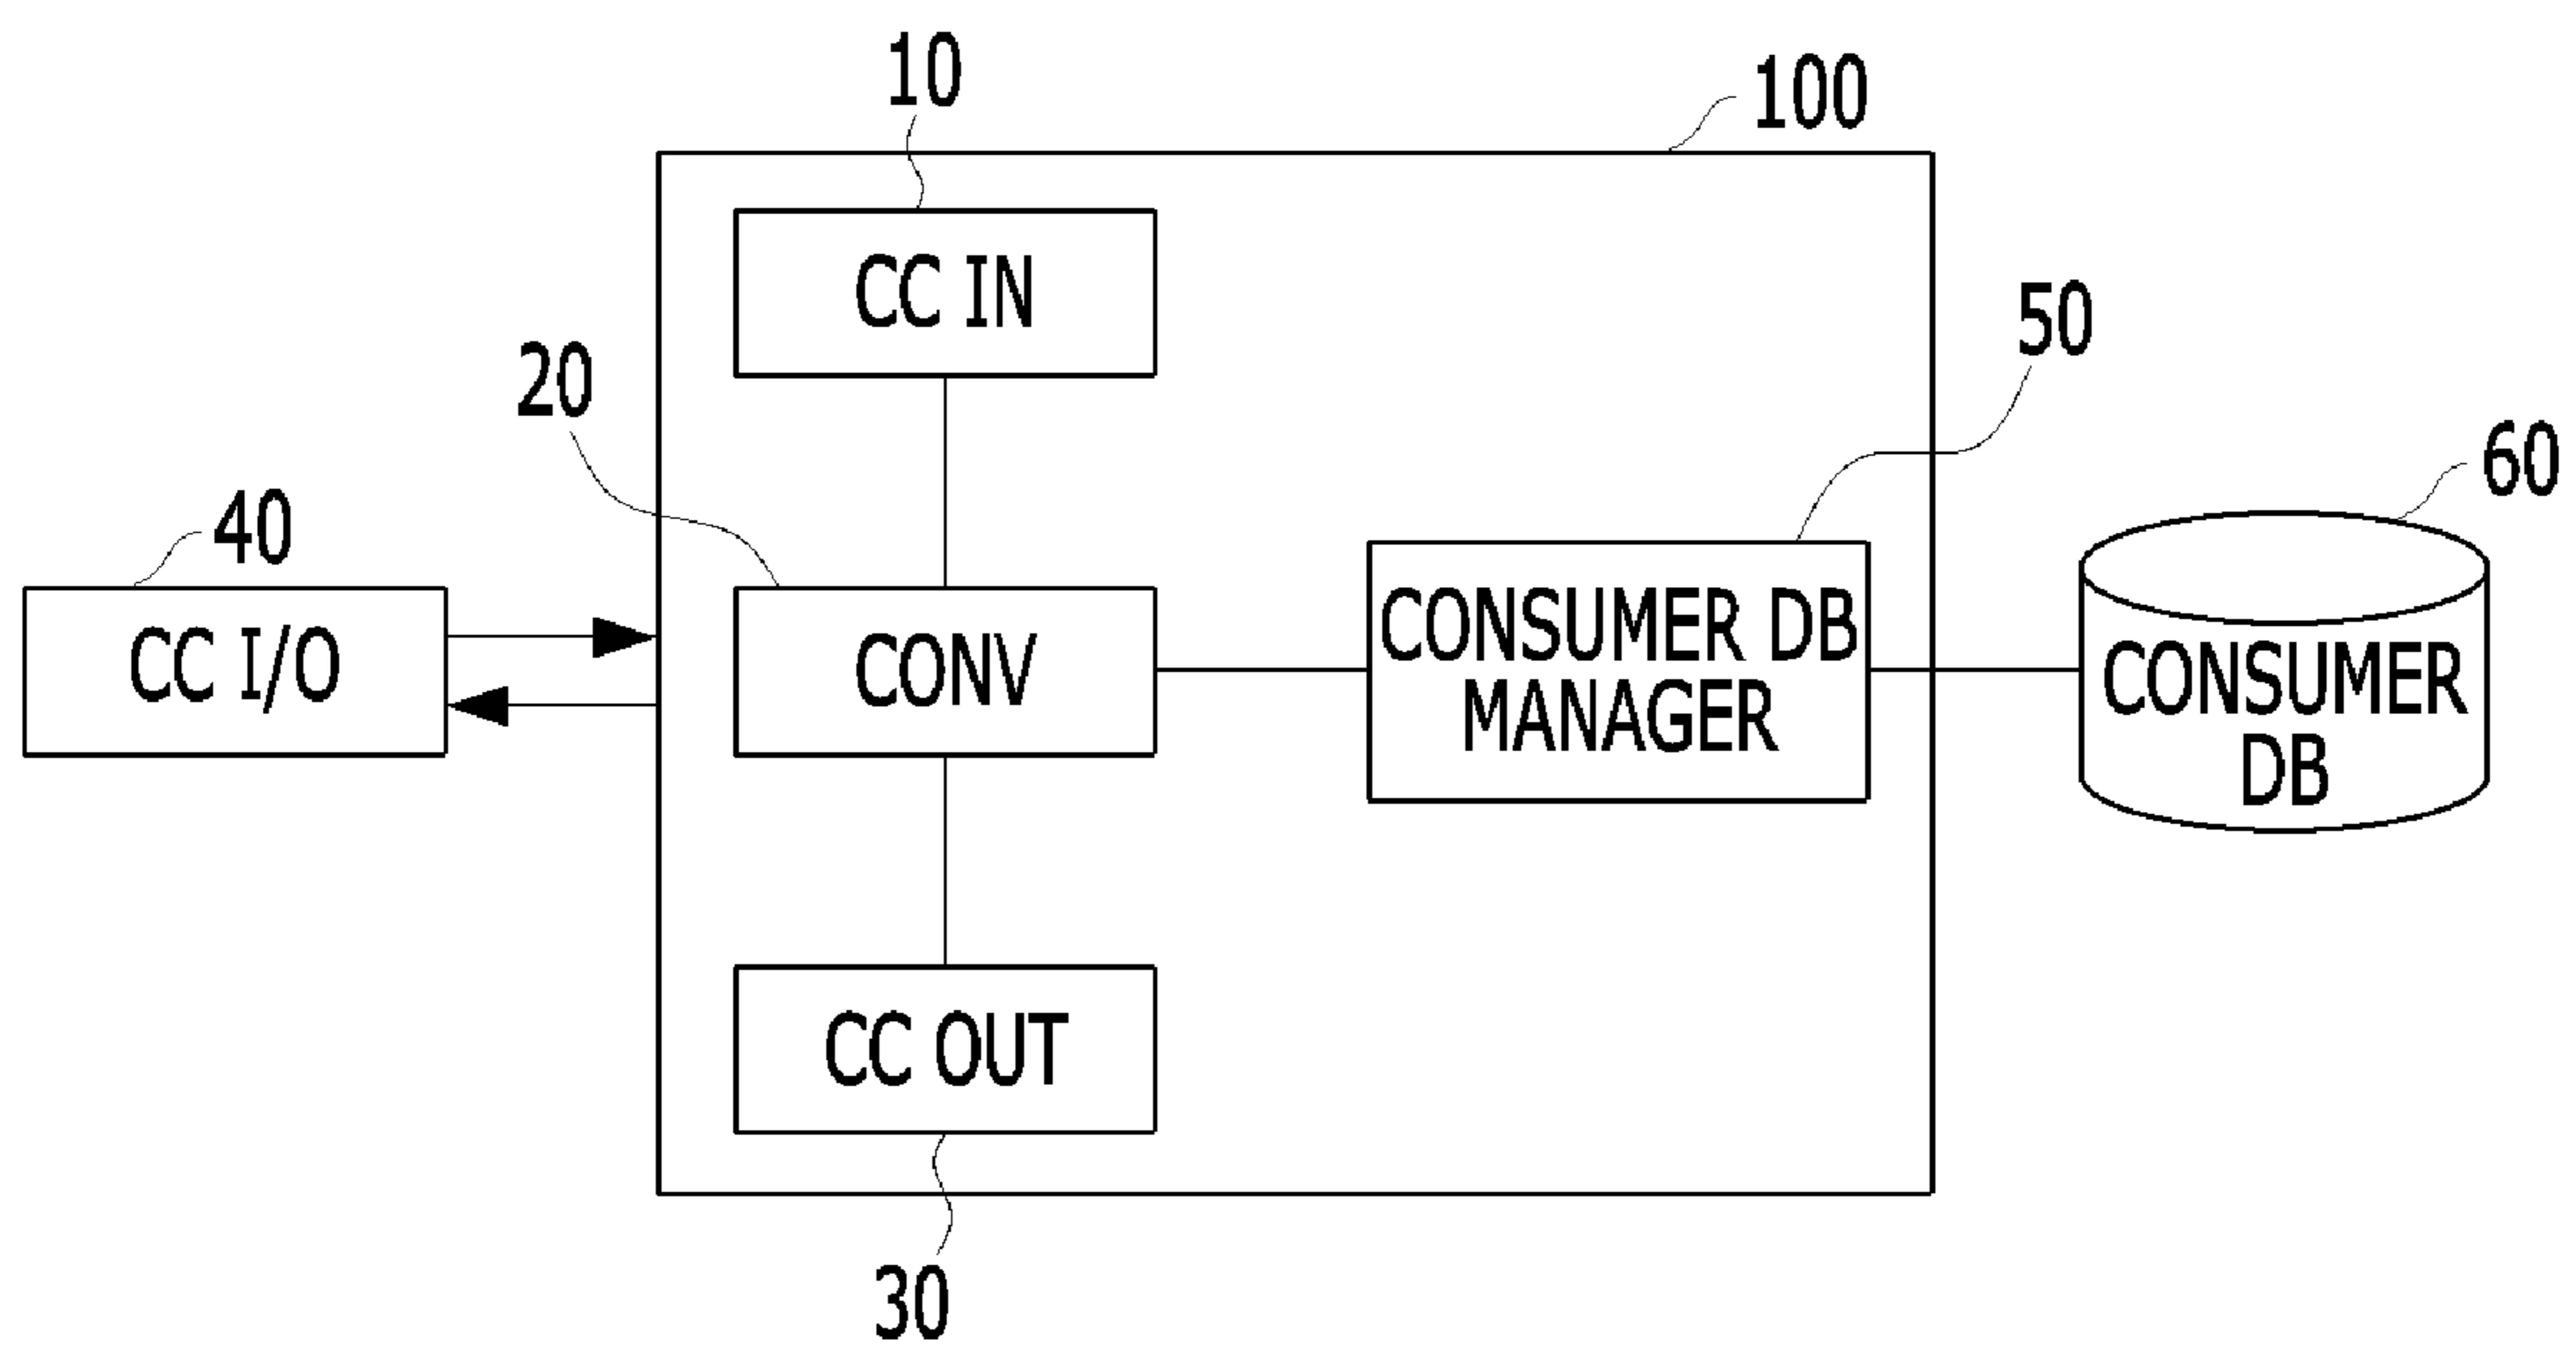 10
100
CC IN
50
20
60
40
CC I/O
CONV
CONSUMER DB
MANAGER
CONSUMER
DB
CC OUT
30